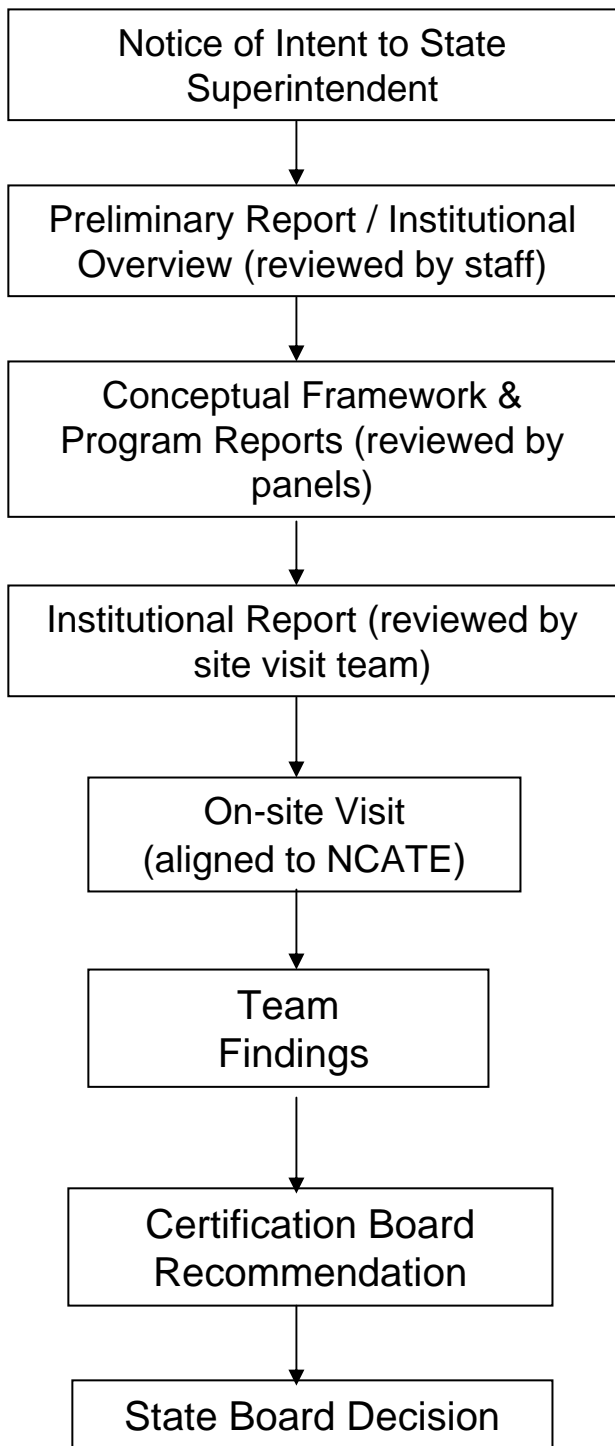 Notice of Intent to State
Superintendent
Preliminary Report / Institutional
Overview (reviewed by staff)
Conceptual Framework &
Program Reports (reviewed by
panels)
Institutional Report (reviewed by
site visit team)
On-site Visit
(aligned to NCATE)
Team
Findings
Certification Board
Recommendation
State Board Decision